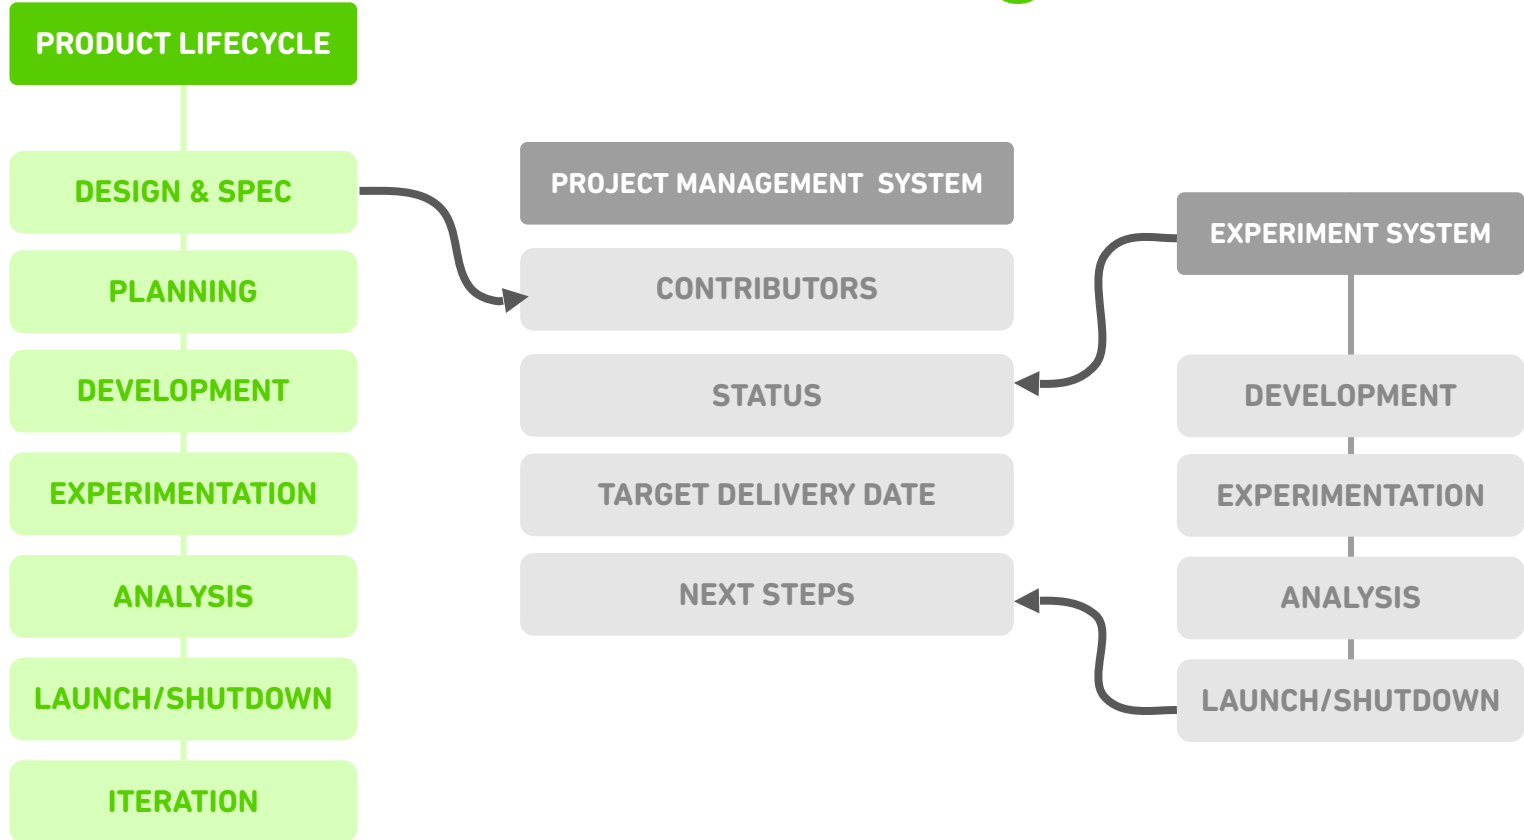 PRODUCT LIFECYCLE
DESIGN & SPEC
PLANNING
DEVELOPMENT
EXPERIMENTATION
ANALYSIS
LAUNCH/SHUTDOWN
ITERATION
PROJECT MANAGEMENT SYSTEM
CONTRIBUTORS
STATUS
TARGET DELIVERY DATE
NEXT STEPS
EXPERIMENT SYSTEM
DEVELOPMENT
EXPERIMENTATION
ANALYSIS
LAUNCH/SHUTDOWN